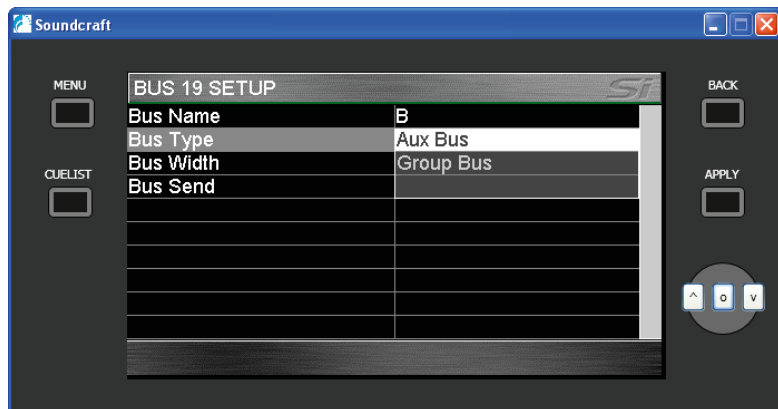 Soundcraft
MENU
BUS 19 SETUP
Si
BACK
Bus Name B
Bus Type Aux Bus
Bus Width Group Bus
Bus Send
CUELIST
APPLY
^ o v